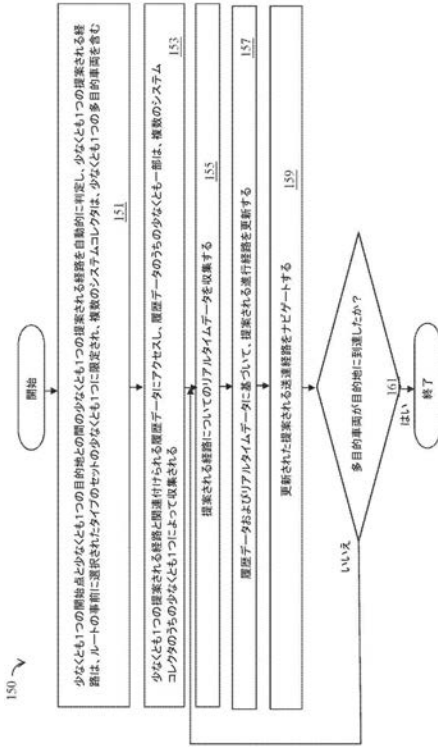 150
開始
少なくとも1つの開始点と少なくとも1つの目的地との間の少なくとも1つの提案される経路を自動的に判定し、少なくとも1つの提案される経
路は、ルートの事前に選択されたタイプのセットの少なくとも1つに限定され、複数のシステムコレクタは、少なくとも1つの多目的車両を含む
151
少なくとも1つの提案される経路と関連付けられる履歴データにアクセスし、履歴データのうちの少なくとも一部は、複数のシステム
コレクタのうちの少なくとも1つによって収集される
153
提案される経路についてのリアルタイムデータを収集する
155
履歴データおよびリアルタイムデータに基づいて、提案される進行経路を更新する
157
更新された提案される送達経路をナビゲートする
159
多目的車両が目的地に到達したか？
161
いいえ
はい
終了